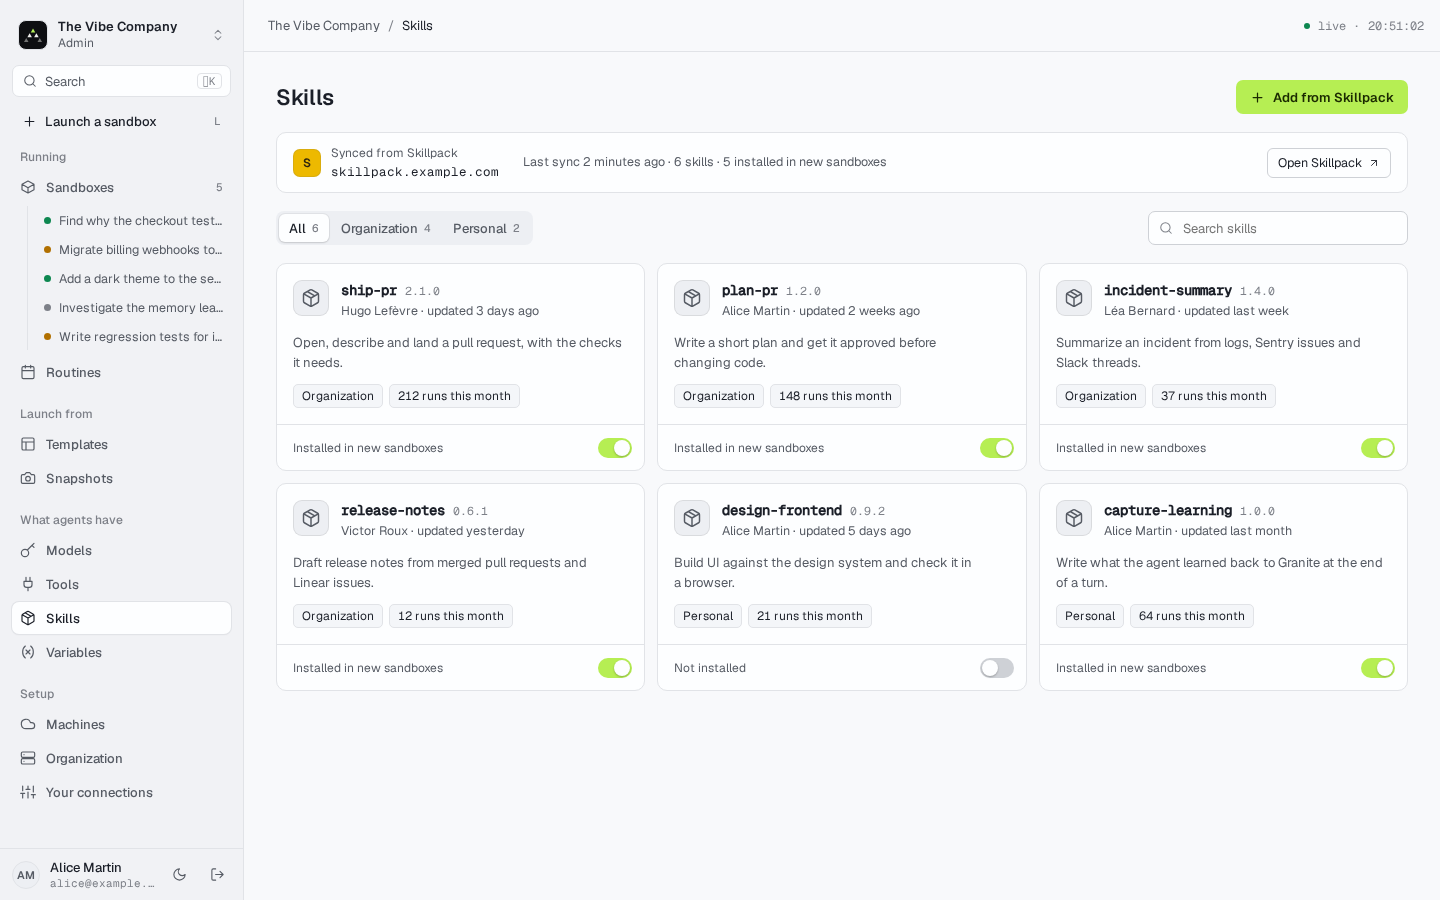 The Vibe Company
Admin
Search
K
Launch a sandbox
L
Running
Sandboxes
5
Find why the checkout test...
Migrate billing webhooks to...
Add a dark theme to the se...
Investigate the memory lea...
Write regression tests for i...
Routines
Launch from
Templates
Snapshots
What agents have
Models
Tools
Skills
Variables
Setup
Machines
Organization
Your connections
AM
Alice Martin
alice@example....
The Vibe Company / Skills
live · 20:51:02
Skills
Add from Skillpack
S
Synced from Skillpack
skillpack.example.com
Last sync 2 minutes ago · 6 skills · 5 installed in new sandboxes
Open Skillpack
All 6
Organization 4
Personal 2
Search skills
ship-pr 2.1.0
Hugo Lefèvre · updated 3 days ago
Open, describe and land a pull request, with the checks
it needs.
Organization
212 runs this month
Installed in new sandboxes
plan-pr 1.2.0
Alice Martin · updated 2 weeks ago
Write a short plan and get it approved before
changing code.
Organization
148 runs this month
Installed in new sandboxes
incident-summary 1.4.0
Léa Bernard · updated last week
Summarize an incident from logs, Sentry issues and
Slack threads.
Organization
37 runs this month
Installed in new sandboxes
release-notes 0.6.1
Victor Roux · updated yesterday
Draft release notes from merged pull requests and
Linear issues.
Organization
12 runs this month
Installed in new sandboxes
design-frontend 0.9.2
Alice Martin · updated 5 days ago
Build UI against the design system and check it in
a browser.
Personal
21 runs this month
Not installed
capture-learning 1.0.0
Alice Martin · updated last month
Write what the agent learned back to Granite at the end
of a turn.
Personal
64 runs this month
Installed in new sandboxes